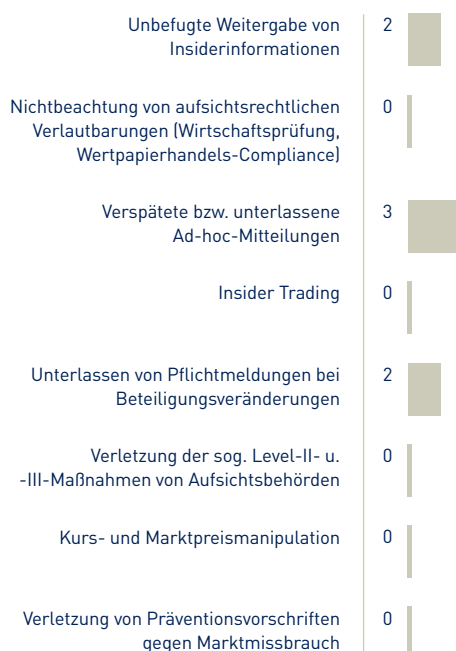 Unbefugte Weitergabe von 2
Insiderinformationen
Nichtbeachtung von aufsichtsrechtlichen 0
Verlautbarungen (Wirtschaftsprüfung,
Wertpapierhandels-Compliance)
Verspätete bzw. unterlassene 3
Ad-hoc-Mitteilungen
Insider Trading 0
Unterlassen von Pflichtmeldungen bei 2
Beteiligungsveränderungen
Verletzung der sog. Level-II- u. 0
-III-Maßnahmen von Aufsichtsbehörden
Kurs- und Marktpreismanipulation 0
Verletzung von Präventionsvorschriften 0
gegen Marktmissbrauch